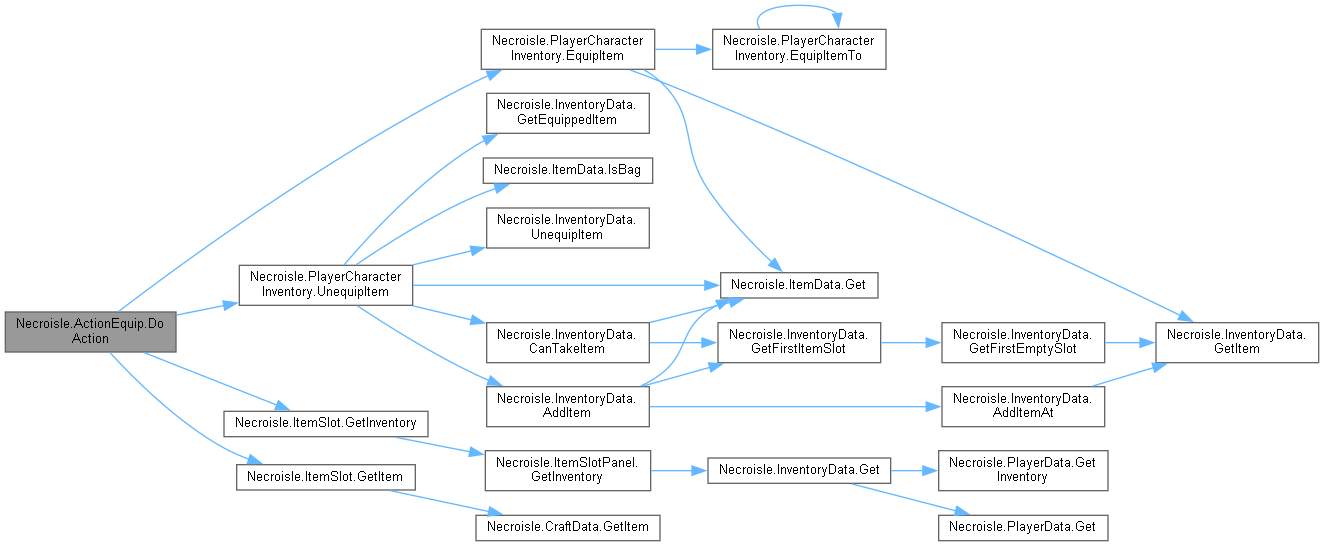 Necroisle.ActionEquip.Do
Action
Necroisle.PlayerCharacter
Inventory.EquipItem
Necroisle.PlayerCharacter
Inventory.EquipItemTo
Necroisle.InventoryData.
GetEquippedItem
Necroisle.ItemData.IsBag
Necroisle.InventoryData.
UnequipItem
Necroisle.PlayerCharacter
Inventory.UnequipItem
Necroisle.ItemData.Get
Necroisle.InventoryData.
CanTakeItem
Necroisle.InventoryData.
GetFirstItemSlot
Necroisle.InventoryData.
GetFirstEmptySlot
Necroisle.InventoryData.
GetItem
Necroisle.InventoryData.
AddItem
Necroisle.InventoryData.
AddItemAt
Necroisle.ItemSlot.GetInventory
Necroisle.ItemSlotPanel.
GetInventory
Necroisle.InventoryData.Get
Necroisle.PlayerData.Get
Inventory
Necroisle.ItemSlot.GetItem
Necroisle.CraftData.GetItem
Necroisle.PlayerData.Get